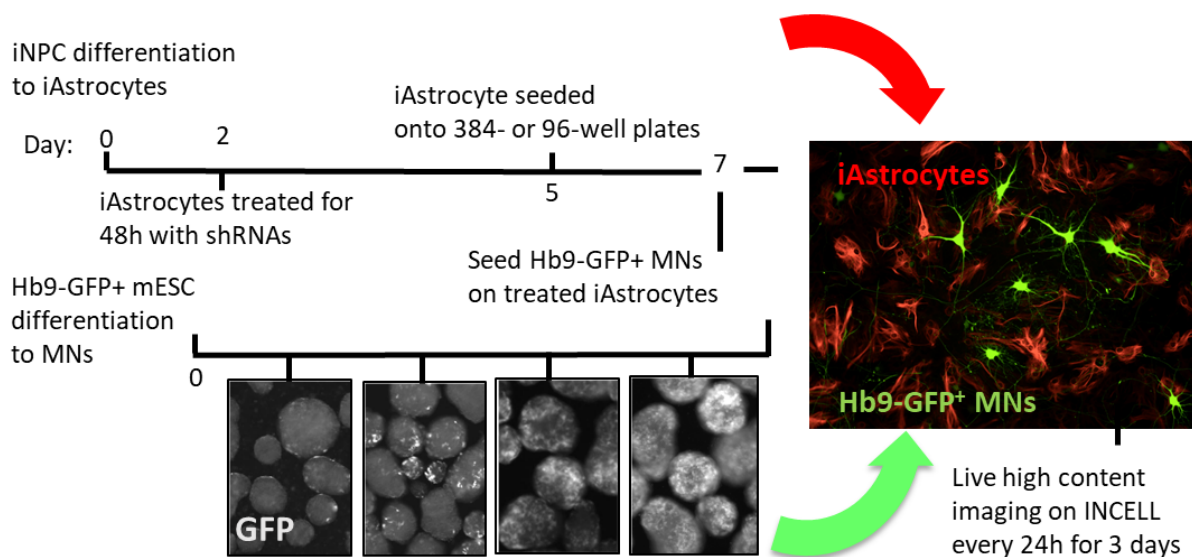 iNPC differentiation
to iAstrocytes
Day:
0
2
iAstrocyte seeded
onto 384- or 96-well plates
7
5
iAstrocytes treated for
48h with shRNAs
Seed Hb9-GFP+ MNs
on treated iAstrocytes
Hb9-GFP+ mESC
differentiation
to MNs
0
GFP
iAstrocytes
Hb9-GFP⁺ MNs
Live high content
imaging on INCELL
every 24h for 3 days